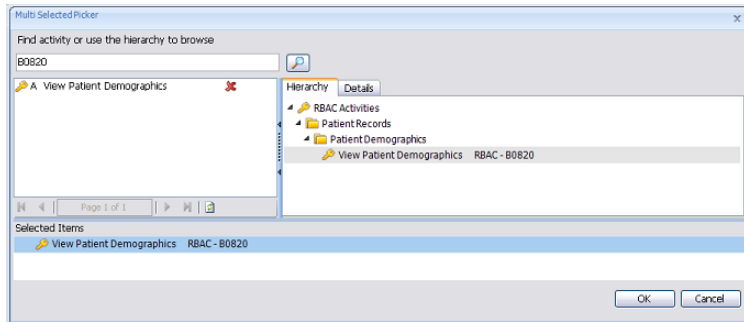 Multi Selected Picker
x
Find activity or use the hierarchy to browse
B0820
A View Patient Demographics
Hierarchy Details
RBAC Activities
Patient Records
Patient Demographics
View Patient Demographics RBAC - B0820
Page 1 of 1
Selected Items
View Patient Demographics RBAC - B0820
OK Cancel